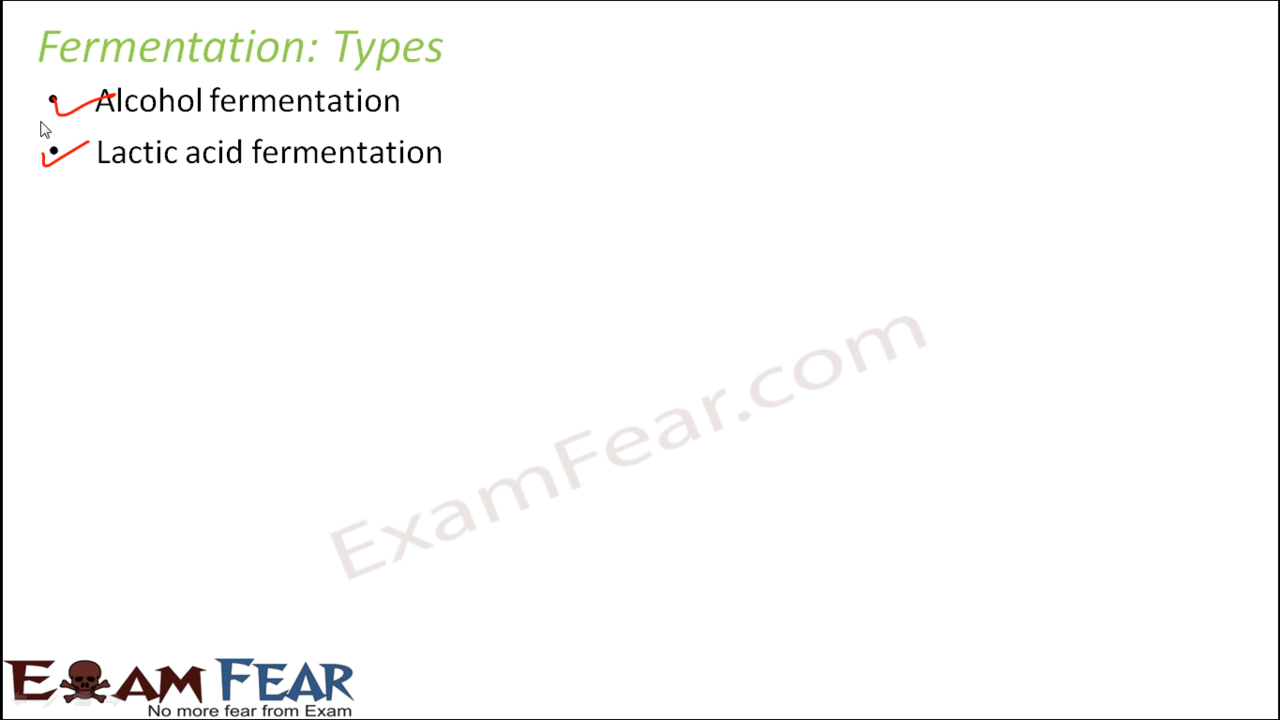 Fermentation: Types
• Alcohol fermentation
• Lactic acid fermentation
ExamFear.com
EXAM FEAR
No more fear from Exam